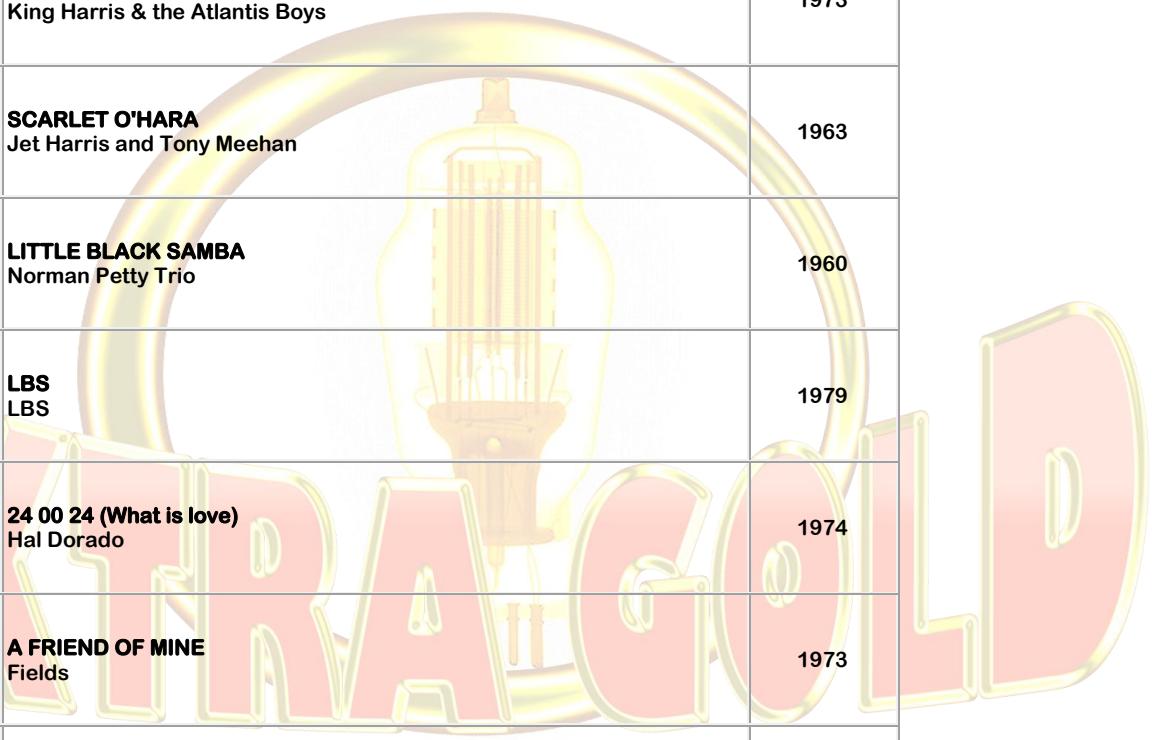 King Harris & the Atlantis Boys
1973
SCARLET O'HARA
Jet Harris and Tony Meehan
1963
LITTLE BLACK SAMBA
Norman Petty Trio
1960
LBS
LBS
1979
24 00 24 (What is love)
Hal Dorado
1974
A FRIEND OF MINE
Fields
1973
XTRA GOLD